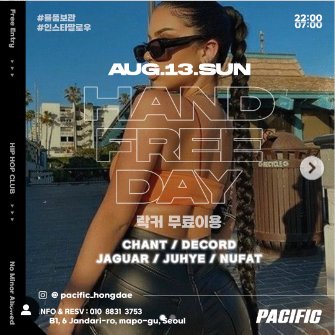 #물품보관
#인스타팔로우
22:00
07:00
Free Entry
HIP HOP CLUB
No Minor Allowed
AUG.13.SUN
HAND
FREE
DAY
락커 무료이용
CHANT / DECORD
JAGUAR / JUHYE / NUFAT
@ pacific_hongdae
INFO & RESV : 010 8831 3753
B1, 6 Jandari-ro, mapo-gu, Seoul
PACIFIC